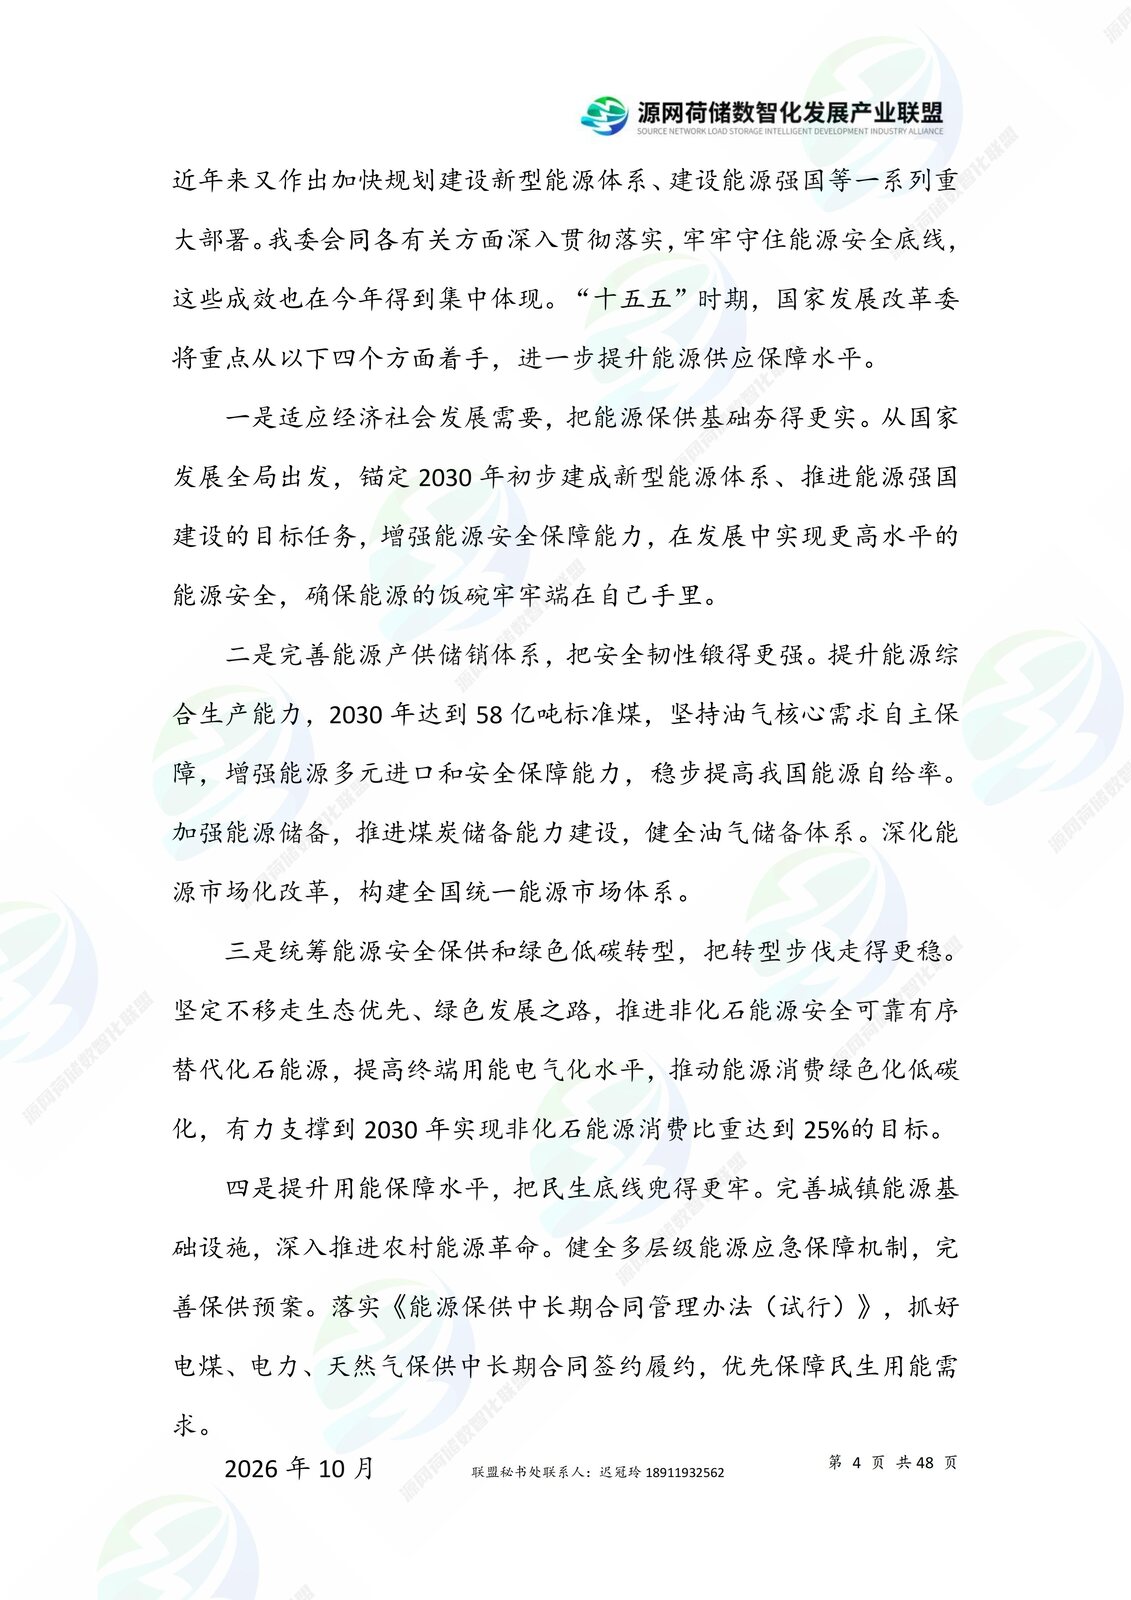 源网荷储数智化发展产业联盟
SOURCE NETWORK LOAD STORAGE INTELLIGENT DEVELOPMENT INDUSTRY ALLIANCE
近年来又作出加快规划建设新型能源体系、建设能源强国等一系列重
大部署。我委会同各有关方面深入贯彻落实，牢牢守住能源安全底线，
这些成效也在今年得到集中体现。“十五五”时期，国家发展改革委
将重点从以下四个方面着手，进一步提升能源供应保障水平。
一是适应经济社会发展需要，把能源保供基础夯得更实。从国家
发展全局出发，锚定 2030 年初步建成新型能源体系、推进能源强国
建设的目标任务，增强能源安全保障能力，在发展中实现更高水平的
能源安全，确保能源的饭碗牢牢端在自己手里。
二是完善能源产供储销体系，把安全韧性锻得更强。提升能源综
合生产能力，2030 年达到 58 亿吨标准煤，坚持油气核心需求自主保
障，增强能源多元进口和安全保障能力，稳步提高我国能源自给率。
加强能源储备，推进煤炭储备能力建设，健全油气储备体系。深化能
源市场化改革，构建全国统一能源市场体系。
三是统筹能源安全保供和绿色低碳转型，把转型步伐走得更稳。
坚定不移走生态优先、绿色发展之路，推进非化石能源安全可靠有序
替代化石能源，提高终端用能电气化水平，推动能源消费绿色化低碳
化，有力支撑到 2030 年实现非化石能源消费比重达到 25%的目标。
四是提升用能保障水平，把民生底线兜得更牢。完善城镇能源基
础设施，深入推进农村能源革命。健全多层级能源应急保障机制，完
善保供预案。落实《能源保供中长期合同管理办法（试行）》，抓好
电煤、电力、天然气保供中长期合同签约履约，优先保障民生用能需
求。
2026 年 10 月
联盟秘书处联系人：迟冠玲 18911932562
第 4 页 共 48 页